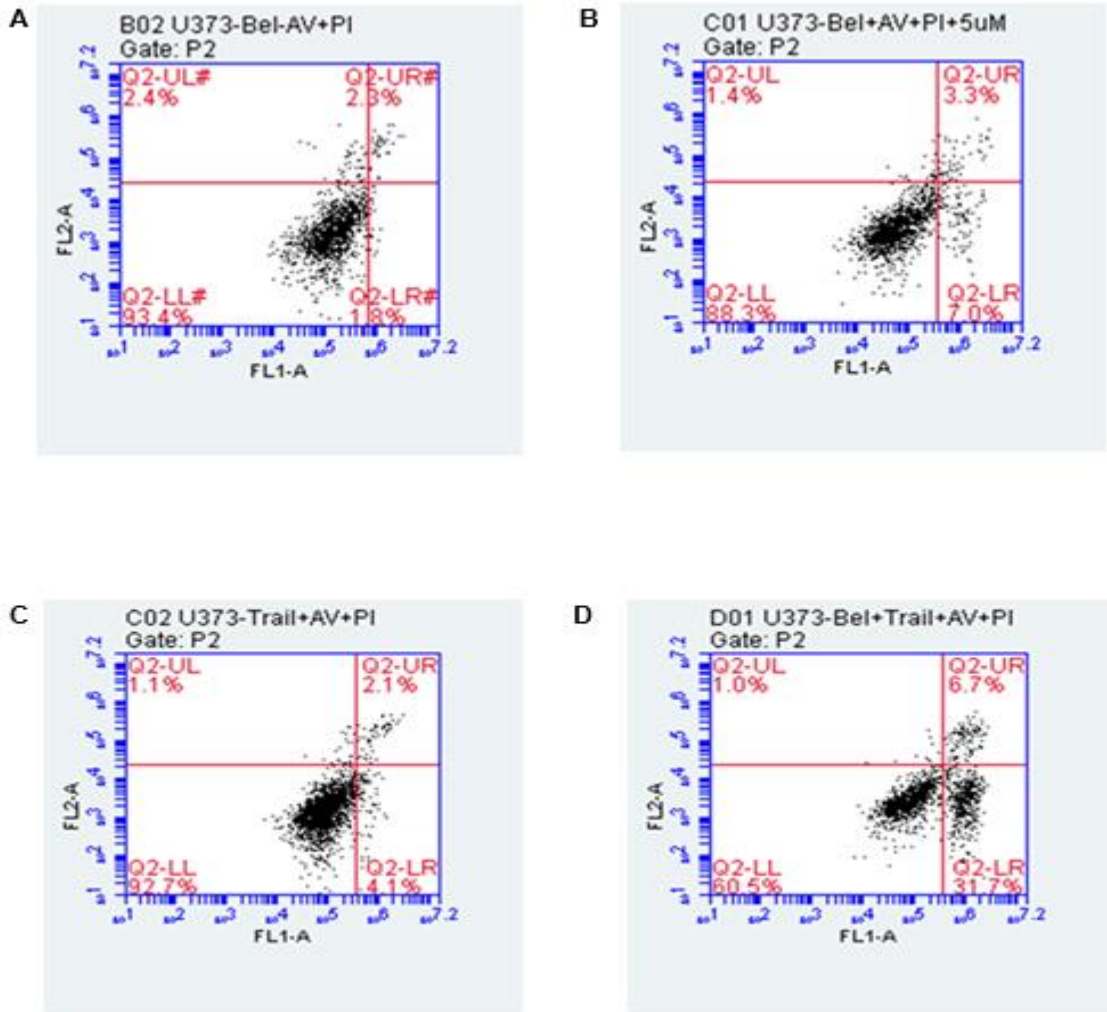 A
B02 U373-Bel-AV+PI
Gate: P2
Q2-UL#
2.4%
Q2-UR#
2.3%
Q2-LL#
93.4%
Q2-LR#
1.8%
FL2-A
FL1-A
B
C01 U373-Bel+AV+PI+5uM
Gate: P2
Q2-UL
1.4%
Q2-UR
3.3%
Q2-LL
88.3%
Q2-LR
7.0%
FL2-A
FL1-A
C
C02 U373-Trail+AV+PI
Gate: P2
Q2-UL
1.1%
Q2-UR
2.1%
Q2-LL
92.7%
Q2-LR
4.1%
FL2-A
FL1-A
D
D01 U373-Bel+Trail+AV+PI
Gate: P2
Q2-UL
1.0%
Q2-UR
6.7%
Q2-LL
60.5%
Q2-LR
31.7%
FL2-A
FL1-A